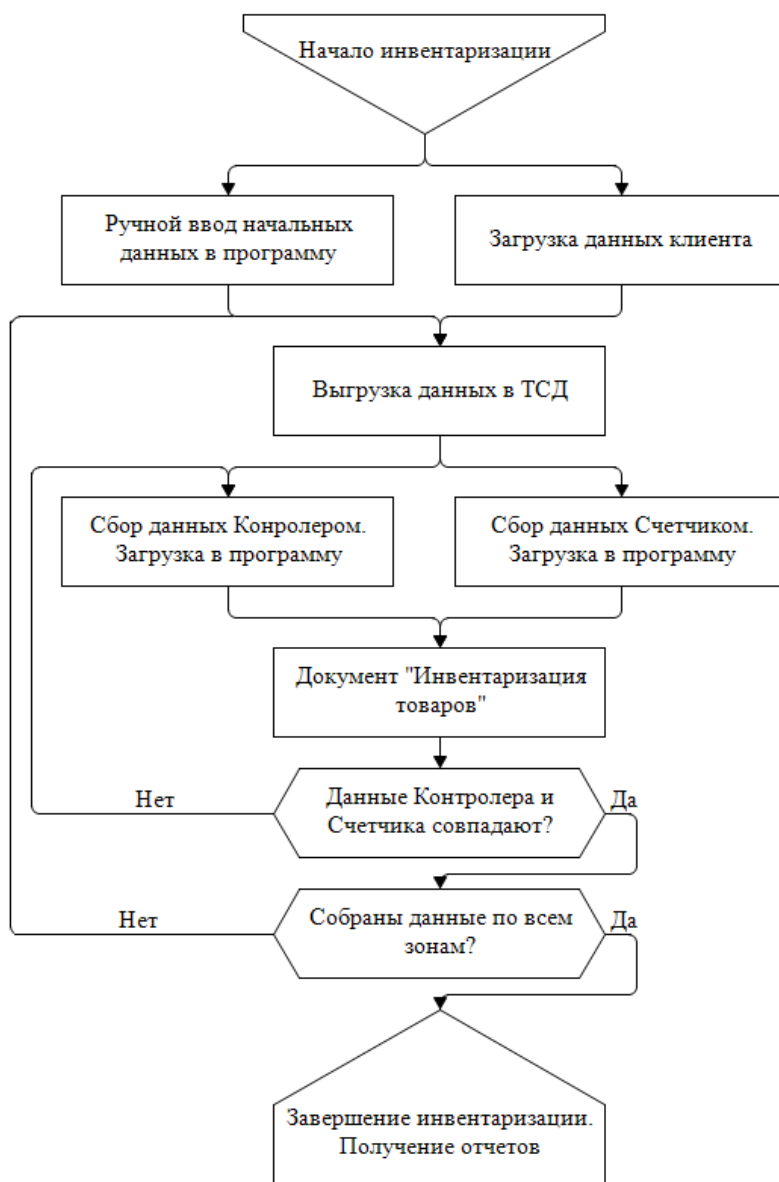 Начало инвентаризации
Ручной ввод начальных
данных в программу
Загрузка данных клиента
Выгрузка данных в ТСД
Сбор данных Конролером.
Загрузка в программу
Сбор данных Счетчиком.
Загрузка в программу
Документ "Инвентаризация
товаров"
Нет
Данные Контролера и
Счетчика совпадают?
Да
Нет
Собраны данные по всем
зонам?
Да
Завершение инвентаризации.
Получение отчетов